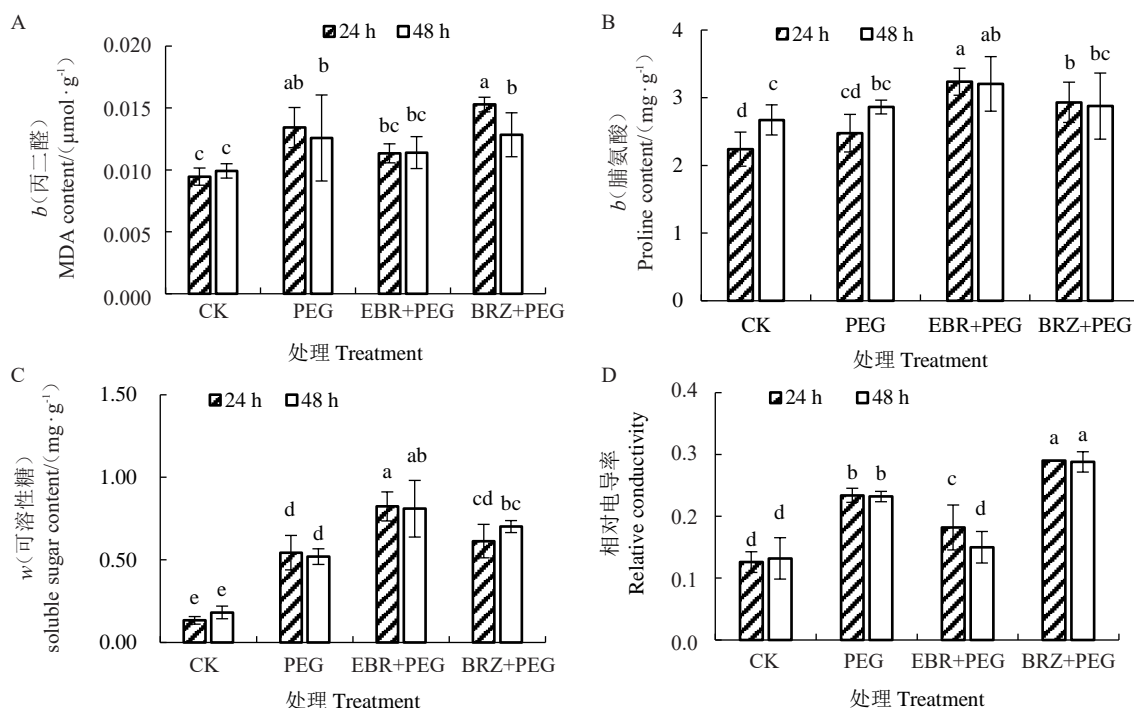 A
24 h 48 h
0.020
0.015
0.010
0.005
0.000
b(丙二醛)
MDA content/(μmol·g⁻¹)
c c ab b bc bc a b
CK PEG EBR+PEG BRZ+PEG
处理 Treatment
B
24 h 48 h
4
3
2
1
0
b(脯氨酸)
Proline content/(mg·g⁻¹)
d c cd bc a ab bc bc
CK PEG EBR+PEG BRZ+PEG
处理 Treatment
C
24 h 48 h
1.50
1.00
0.50
0.00
w(可溶性糖)
soluble sugar content/(mg·g⁻¹)
e e d d a ab cd bc
CK PEG EBR+PEG BRZ+PEG
处理 Treatment
D
24 h 48 h
0.4
0.3
0.2
0.1
0.0
相对电导率
Relative conductivity
d d b b c d a a
CK PEG EBR+PEG BRZ+PEG
处理 Treatment